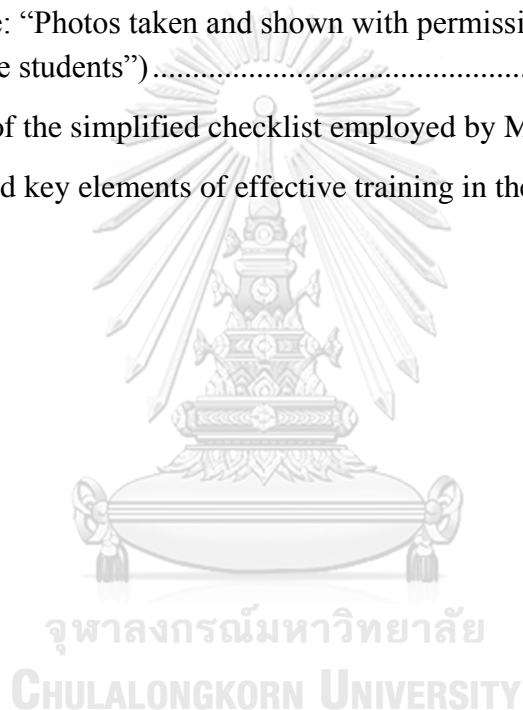 e: “Photos taken and shown with permissi
e students”)............................................
of the simplified checklist employed by M
d key elements of effective training in the
จุฬาลงกรณ์มหาวิทยาลัย
CHULALONGKORN UNIVERSITY